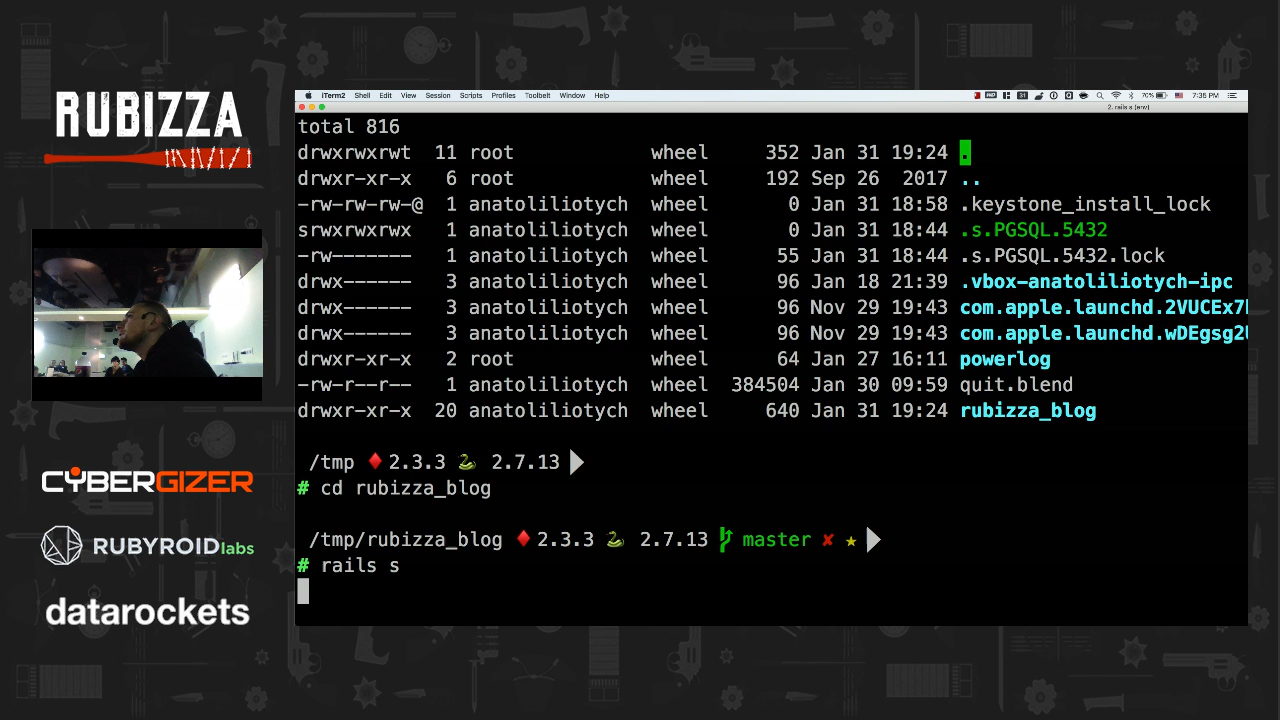 RUBIZZA
CYBERGIZER
RUBYROIDlabs
datarockets
iTerm2 Shell Edit View Session Scripts Profiles Toolbelt Window Help
70% 7:35 PM
2. rails s (env)
total 816
drwxrwxrwt 11 root wheel 352 Jan 31 19:24 .
drwxr-xr-x 6 root wheel 192 Sep 26 2017 ..
-rw-rw-rw-@ 1 anatoliliotych wheel 0 Jan 31 18:58 .keystone_install_lock
srwxrwxrwx 1 anatoliliotych wheel 0 Jan 31 18:44 .s.PGSQL.5432
-rw------- 1 anatoliliotych wheel 55 Jan 31 18:44 .s.PGSQL.5432.lock
drwx------ 3 anatoliliotych wheel 96 Jan 18 21:39 .vbox-anatoliliotych-ipc
drwx------ 3 anatoliliotych wheel 96 Nov 29 19:43 com.apple.launchd.2VUCEx7
drwx------ 3 anatoliliotych wheel 96 Nov 29 19:43 com.apple.launchd.wDEgsg2
drwxr-xr-x 2 root wheel 64 Jan 27 16:11 powerlog
-rw-r--r-- 1 anatoliliotych wheel 384504 Jan 30 09:59 quit.blend
drwxr-xr-x 20 anatoliliotych wheel 640 Jan 31 19:24 rubizza_blog
/tmp 2.3.3 2.7.13
# cd rubizza_blog
/tmp/rubizza_blog 2.3.3 2.7.13 master ✘ ★
# rails s